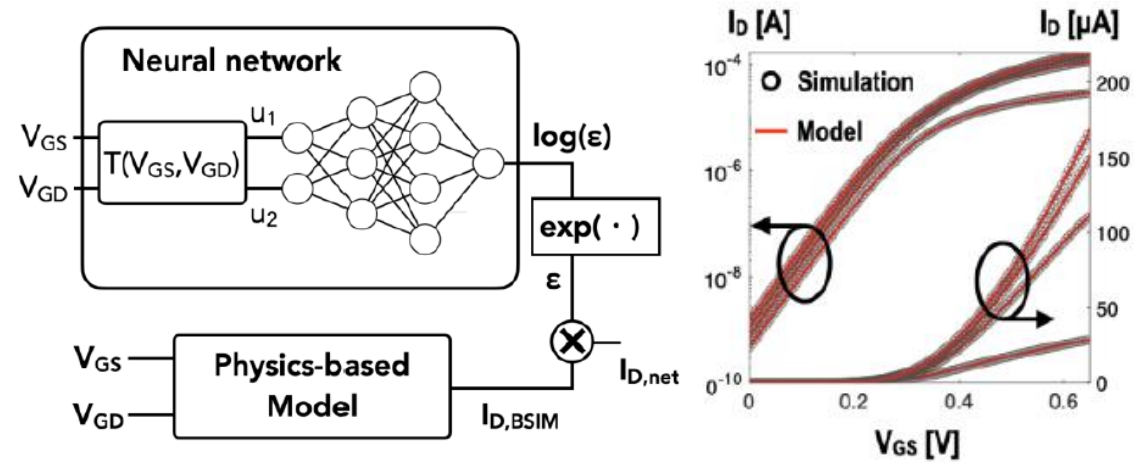 Neural network
V_GS
V_GD
T(V_GS,V_GD)
u_1
u_2
log(ε)
exp( · )
ε
V_GS
V_GD
Physics-based
Model
I_D,BSIM
I_D,net
I_D [A]
I_D [μA]
Simulation
Model
10^-4
10^-6
10^-8
0^-10
200
150
100
50
0
0
0.2
0.4
0.6
V_GS [V]